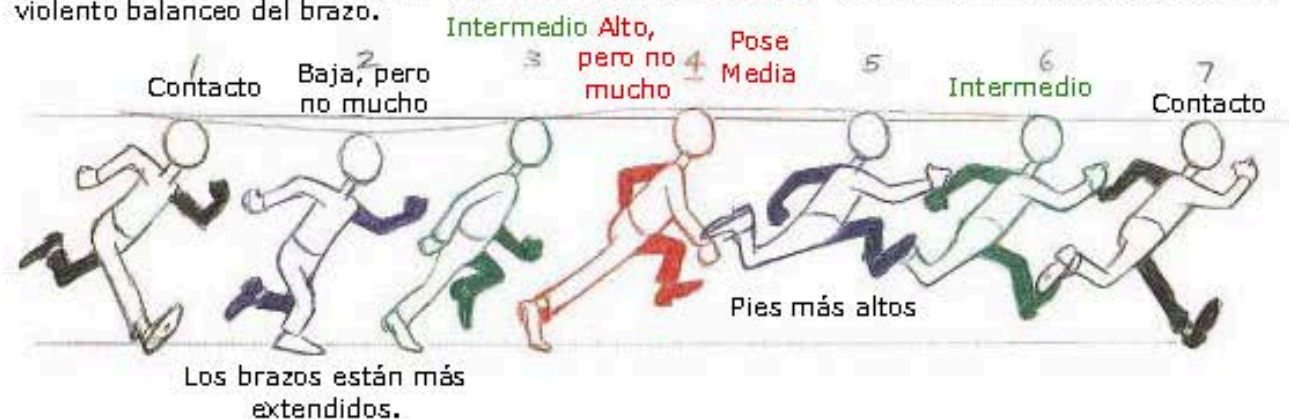 violento balanceo del brazo.
Intermedio
Alto,
pero no
mucho
Pose
Media
1
2
3
4
5
6
7
Contacto
Baja, pero
no mucho
Intermedio
Contacto
Pies más altos
Los brazos están más
extendidos.